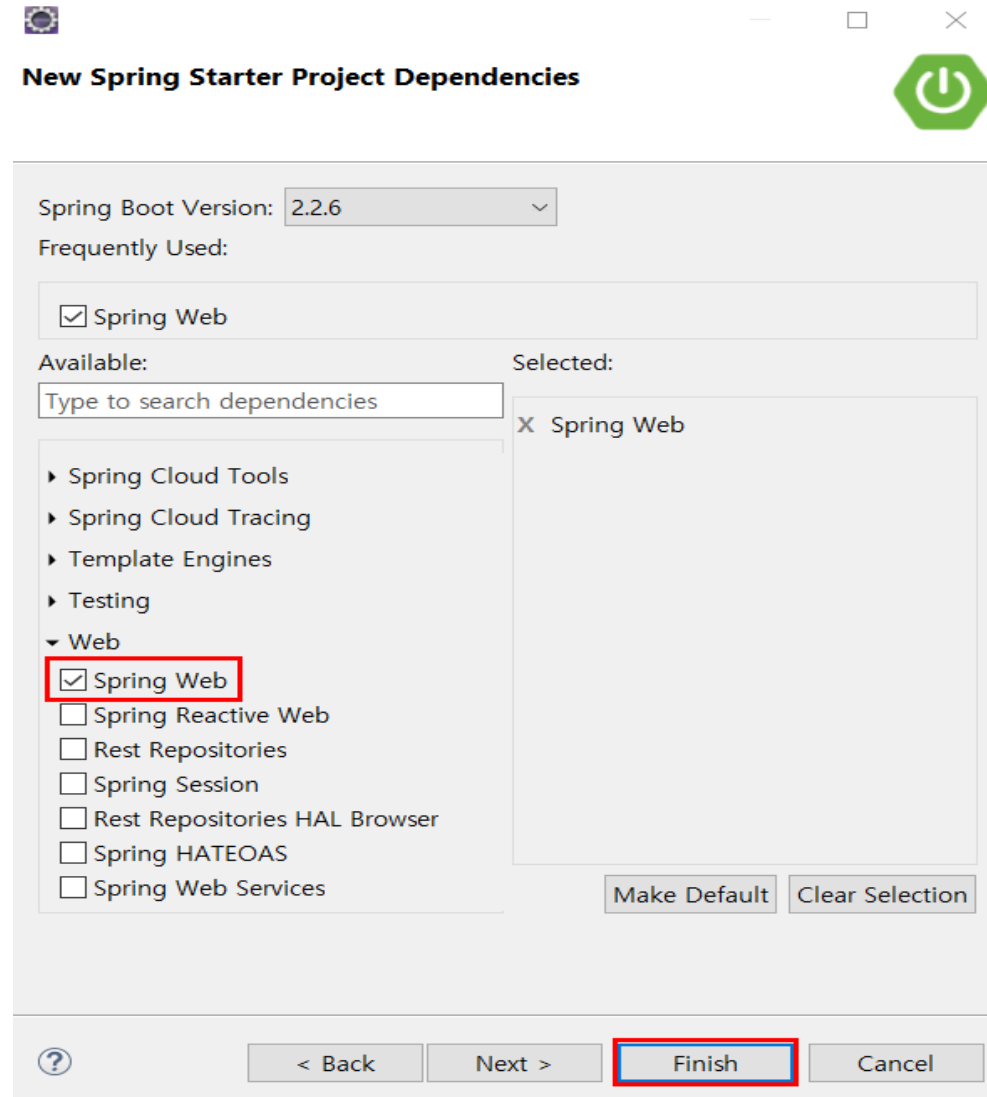 New Spring Starter Project Dependencies
Spring Boot Version: 2.2.6
Frequently Used:
Spring Web
Available:
Type to search dependencies
Spring Cloud Tools
Spring Cloud Tracing
Template Engines
Testing
Web
Spring Web
Spring Reactive Web
Rest Repositories
Spring Session
Rest Repositories HAL Browser
Spring HATEOAS
Spring Web Services
Selected:
X Spring Web
Make Default Clear Selection
? < Back Next > Finish Cancel